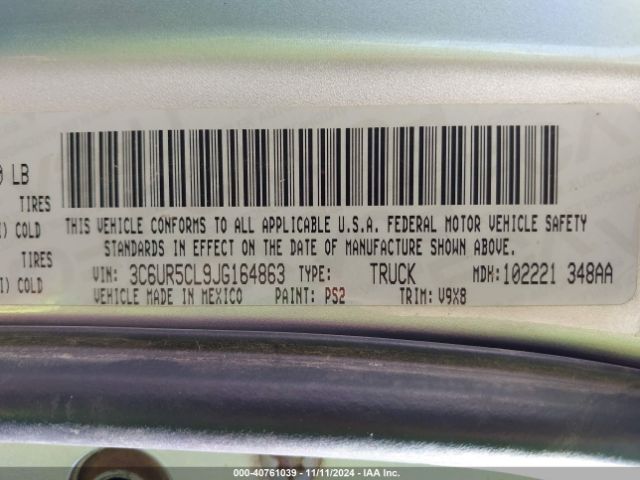 LB
TIRES
COLD
TIRES
COLD
THIS VEHICLE CONFORMS TO ALL APPLICABLE U.S.A. FEDERAL MOTOR VEHICLE SAFETY
STANDARDS IN EFFECT ON THE DATE OF MANUFACTURE SHOWN ABOVE.
VIN: 3C6UR5CL9JG164863 TYPE: TRUCK MDH: 102221 348AA
VEHICLE MADE IN MEXICO PAINT: PS2 TRIM: V9X8
000-40761039 - 11/11/2024 - IAA Inc.